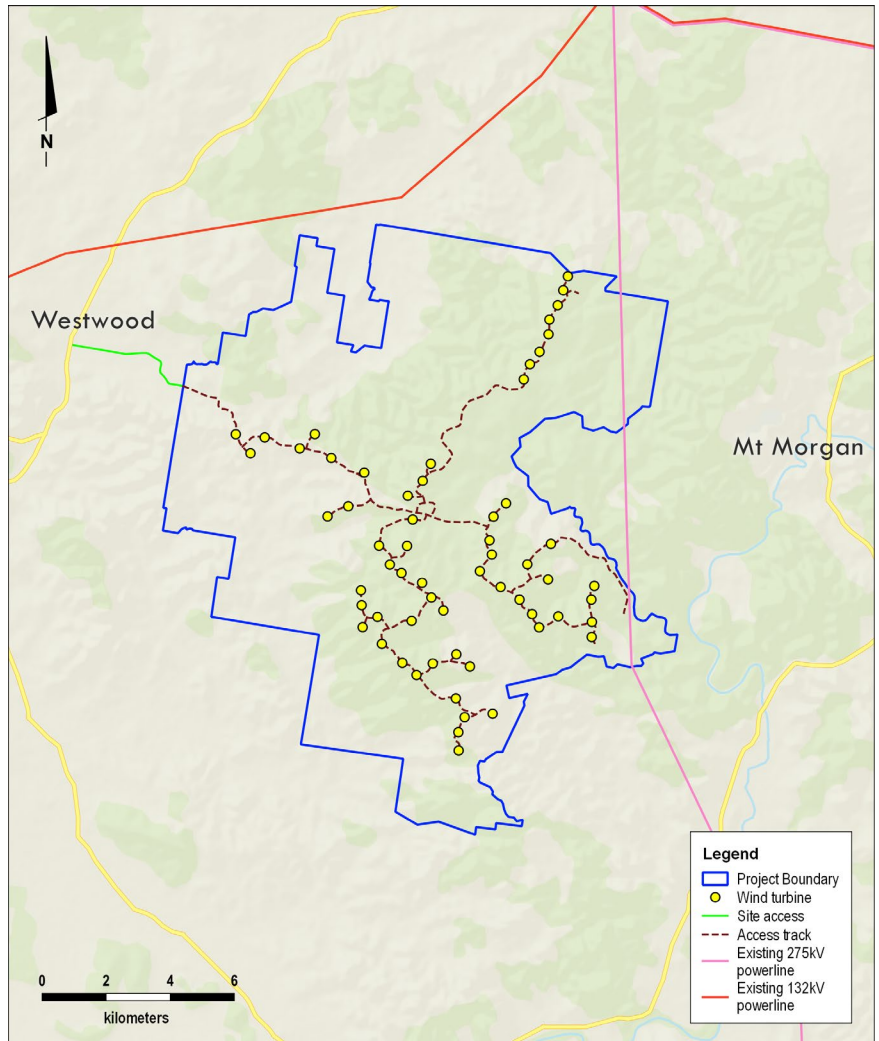 N
Westwood
Mt Morgan
Legend
Project Boundary
Wind turbine
Site access
Access track
Existing 275kV
powerline
Existing 132kV
powerline
0 2 4 6
kilometers